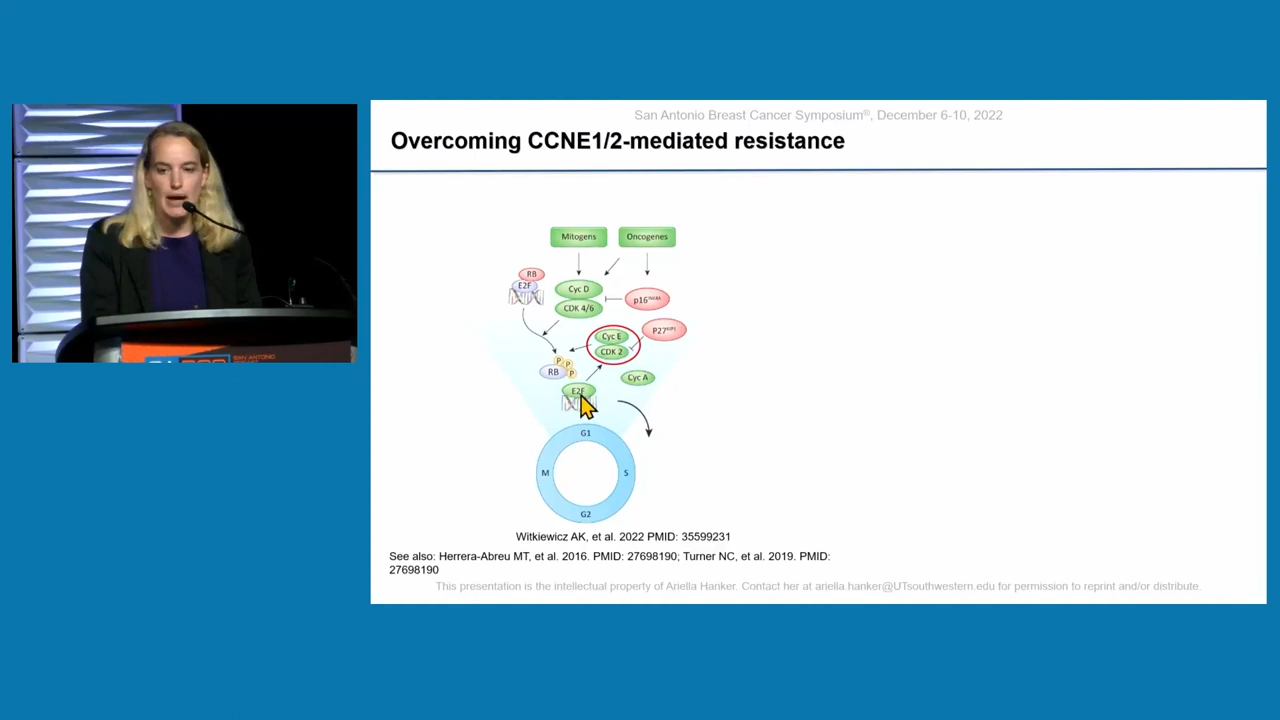 San Antonio Breast Cancer Symposium®, December 6-10, 2022
Overcoming CCNE1/2-mediated resistance
Mitogens
Oncogenes
RB
E2F
Cyc D
CDK 4/6
p16
P27
Cyc E
CDK 2
P
P
P
RB
Cyc A
E2F
G1
M
S
G2
Witkiewicz AK, et al. 2022 PMID: 35599231
See also: Herrera-Abreu MT, et al. 2016. PMID: 27698190; Turner NC, et al. 2019. PMID:
27698190
This presentation is the intellectual property of Ariella Hanker. Contact her at ariella.hanker@UTsouthwestern.edu for permission to reprint and/or distribute.
SAN ANTONIO